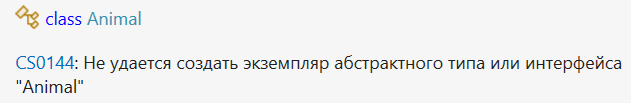 class Animal
CS0144: Не удается создать экземпляр абстрактного типа или интерфейса
"Animal"